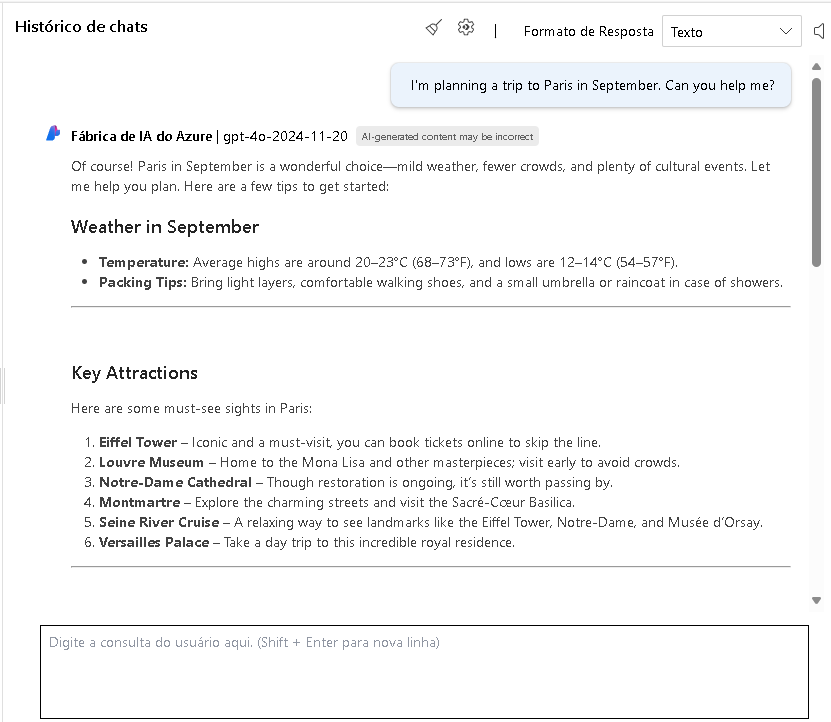 Histórico de chats
| Formato de Resposta Texto
I'm planning a trip to Paris in September. Can you help me?
Fábrica de IA do Azure | gpt-4o-2024-11-20 AI-generated content may be incorrect
Of course! Paris in September is a wonderful choice—mild weather, fewer crowds, and plenty of cultural events. Let
me help you plan. Here are a few tips to get started:
Weather in September
• Temperature: Average highs are around 20–23°C (68–73°F), and lows are 12–14°C (54–57°F).
• Packing Tips: Bring light layers, comfortable walking shoes, and a small umbrella or raincoat in case of showers.
Key Attractions
Here are some must-see sights in Paris:
1. Eiffel Tower – Iconic and a must-visit, you can book tickets online to skip the line.
2. Louvre Museum – Home to the Mona Lisa and other masterpieces; visit early to avoid crowds.
3. Notre-Dame Cathedral – Though restoration is ongoing, it's still worth passing by.
4. Montmartre – Explore the charming streets and visit the Sacré-Cœur Basilica.
5. Seine River Cruise – A relaxing way to see landmarks like the Eiffel Tower, Notre-Dame, and Musée d'Orsay.
6. Versailles Palace – Take a day trip to this incredible royal residence.
Digite a consulta do usuário aqui. (Shift + Enter para nova linha)